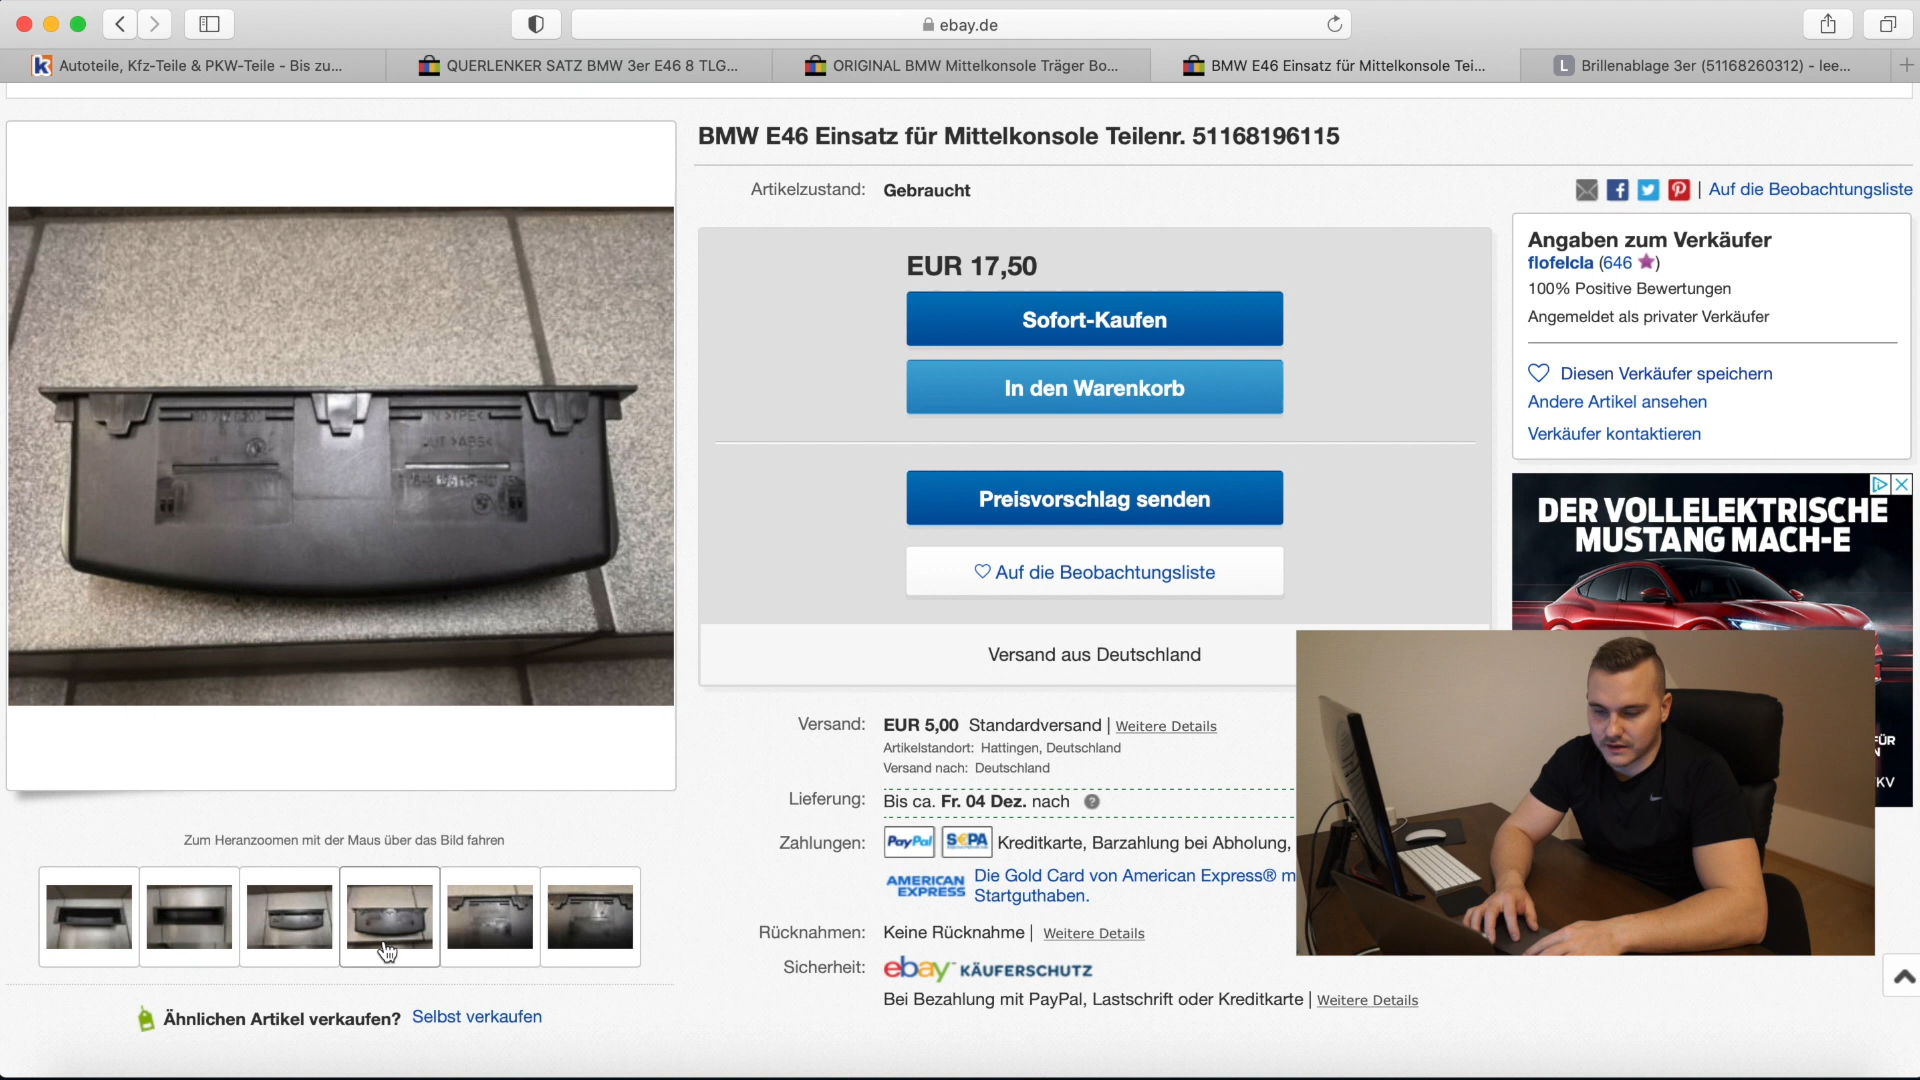 ebay.de
Autoteile, Kfz-Teile & PKW-Teile - Bis zu...
QUERLENKER SATZ BMW 3er E46 8 TLG...
ORIGINAL BMW Mittelkonsole Träger Bo...
BMW E46 Einsatz für Mittelkonsole Tei...
L Brillenablage 3er (51168260312) - lee...
BMW E46 Einsatz für Mittelkonsole Teilenr. 51168196115
Artikelzustand: Gebraucht
| Auf die Beobachtungsliste
EUR 17,50
Sofort-Kaufen
In den Warenkorb
Preisvorschlag senden
Auf die Beobachtungsliste
Versand aus Deutschland
Angaben zum Verkäufer
flofelcla (646)
100% Positive Bewertungen
Angemeldet als privater Verkäufer
Diesen Verkäufer speichern
Andere Artikel ansehen
Verkäufer kontaktieren
DER VOLLELEKTRISCHE
MUSTANG MACH-E
KV
Versand: EUR 5,00 Standardversand | Weitere Details
Artikelstandort: Hattingen, Deutschland
Versand nach: Deutschland
Lieferung: Bis ca. Fr. 04 Dez. nach ?
Zahlungen: PayPal SEPA Kreditkarte, Barzahlung bei Abholung,
AMERICAN EXPRESS Die Gold Card von American Express® m
Startguthaben.
Rücknahmen: Keine Rücknahme | Weitere Details
Sicherheit: ebay KÄUFERSCHUTZ
Bei Bezahlung mit PayPal, Lastschrift oder Kreditkarte | Weitere Details
Zum Heranzoomen mit der Maus über das Bild fahren
Ähnlichen Artikel verkaufen? Selbst verkaufen